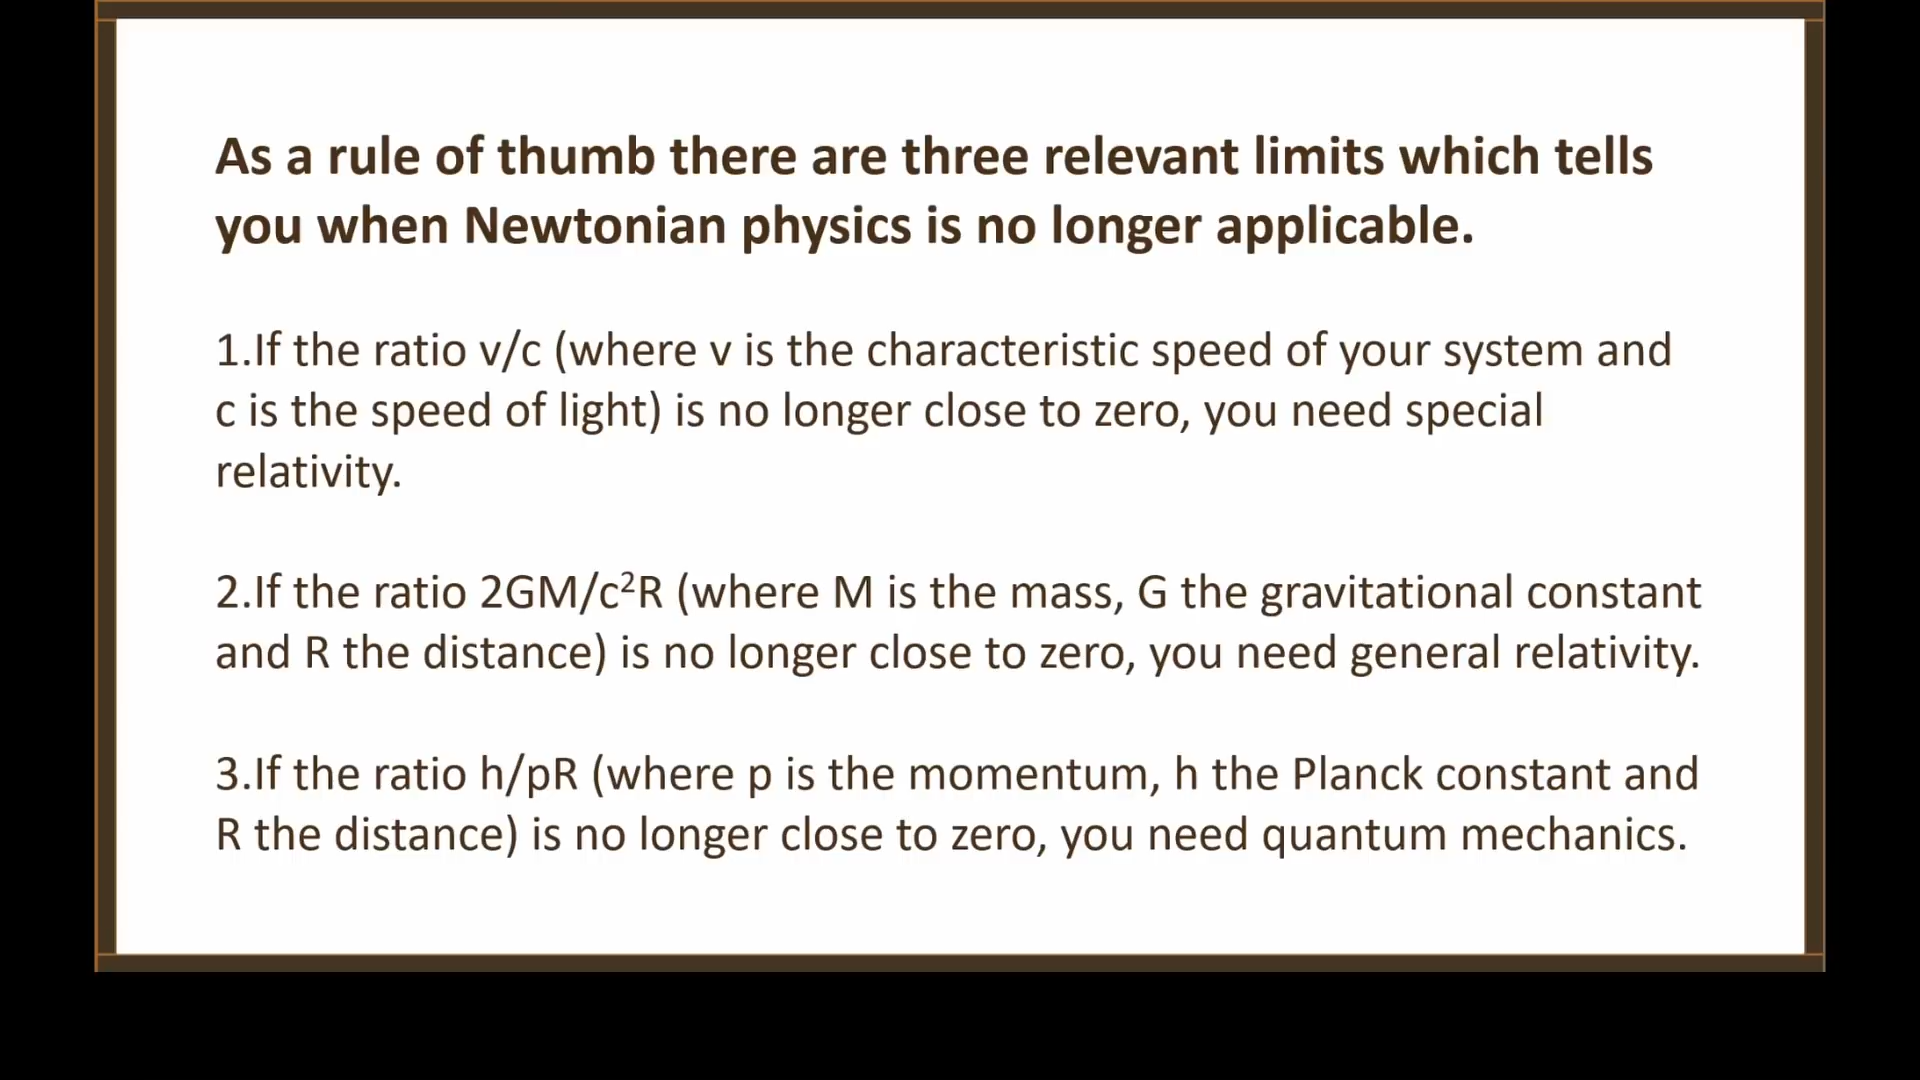 As a rule of thumb there are three relevant limits which tells
you when Newtonian physics is no longer applicable.
1.If the ratio v/c (where v is the characteristic speed of your system and
c is the speed of light) is no longer close to zero, you need special
relativity.
2.If the ratio 2GM/c²R (where M is the mass, G the gravitational constant
and R the distance) is no longer close to zero, you need general relativity.
3.If the ratio h/pR (where p is the momentum, h the Planck constant and
R the distance) is no longer close to zero, you need quantum mechanics.